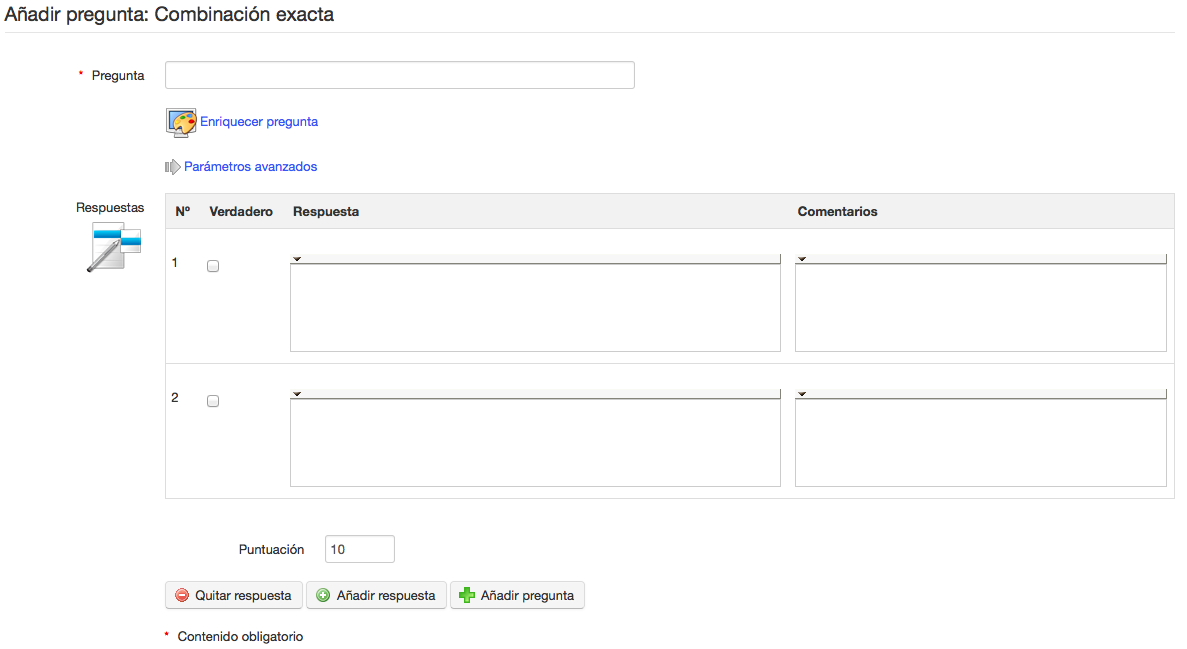 Añadir pregunta: Combinación exacta
* Pregunta
Enriquecer pregunta
Parámetros avanzados
Respuestas
Nº Verdadero Respuesta Comentarios
1
2
Puntuación 10
Quitar respuesta Añadir respuesta Añadir pregunta
* Contenido obligatorio